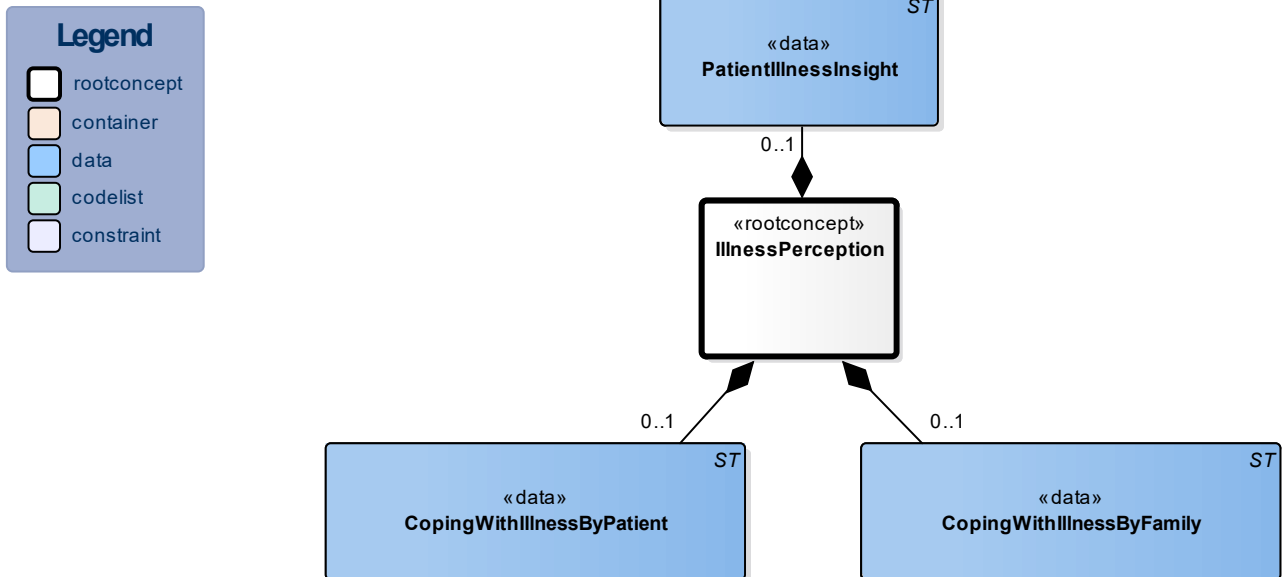 Legend
rootconcept
container
data
codelist
constraint
ST
«data»
PatientIllnessInsight
0..1
«rootconcept»
IllnessPerception
0..1
0..1
ST
«data»
CopingWithIllnessByPatient
ST
«data»
CopingWithIllnessByFamily